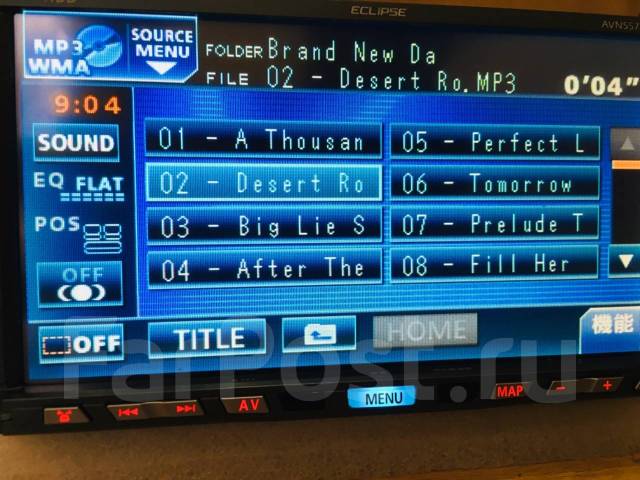 ECLIPSE
MP3
WMA
SOURCE
MENU
FOLDER Brand New Da
FILE 02 - Desert Ro.MP3
0'04"
9:04
SOUND
EQ FLAT
POS
OFF
01 - A Thousan
02 - Desert Ro
03 - Big Lie S
04 - After The
05 - Perfect L
06 - Tomorrow
07 - Prelude T
08 - Fill Her
OFF
TITLE
HOME
機能
FarPost.ru
AV
MENU
MAP
- +